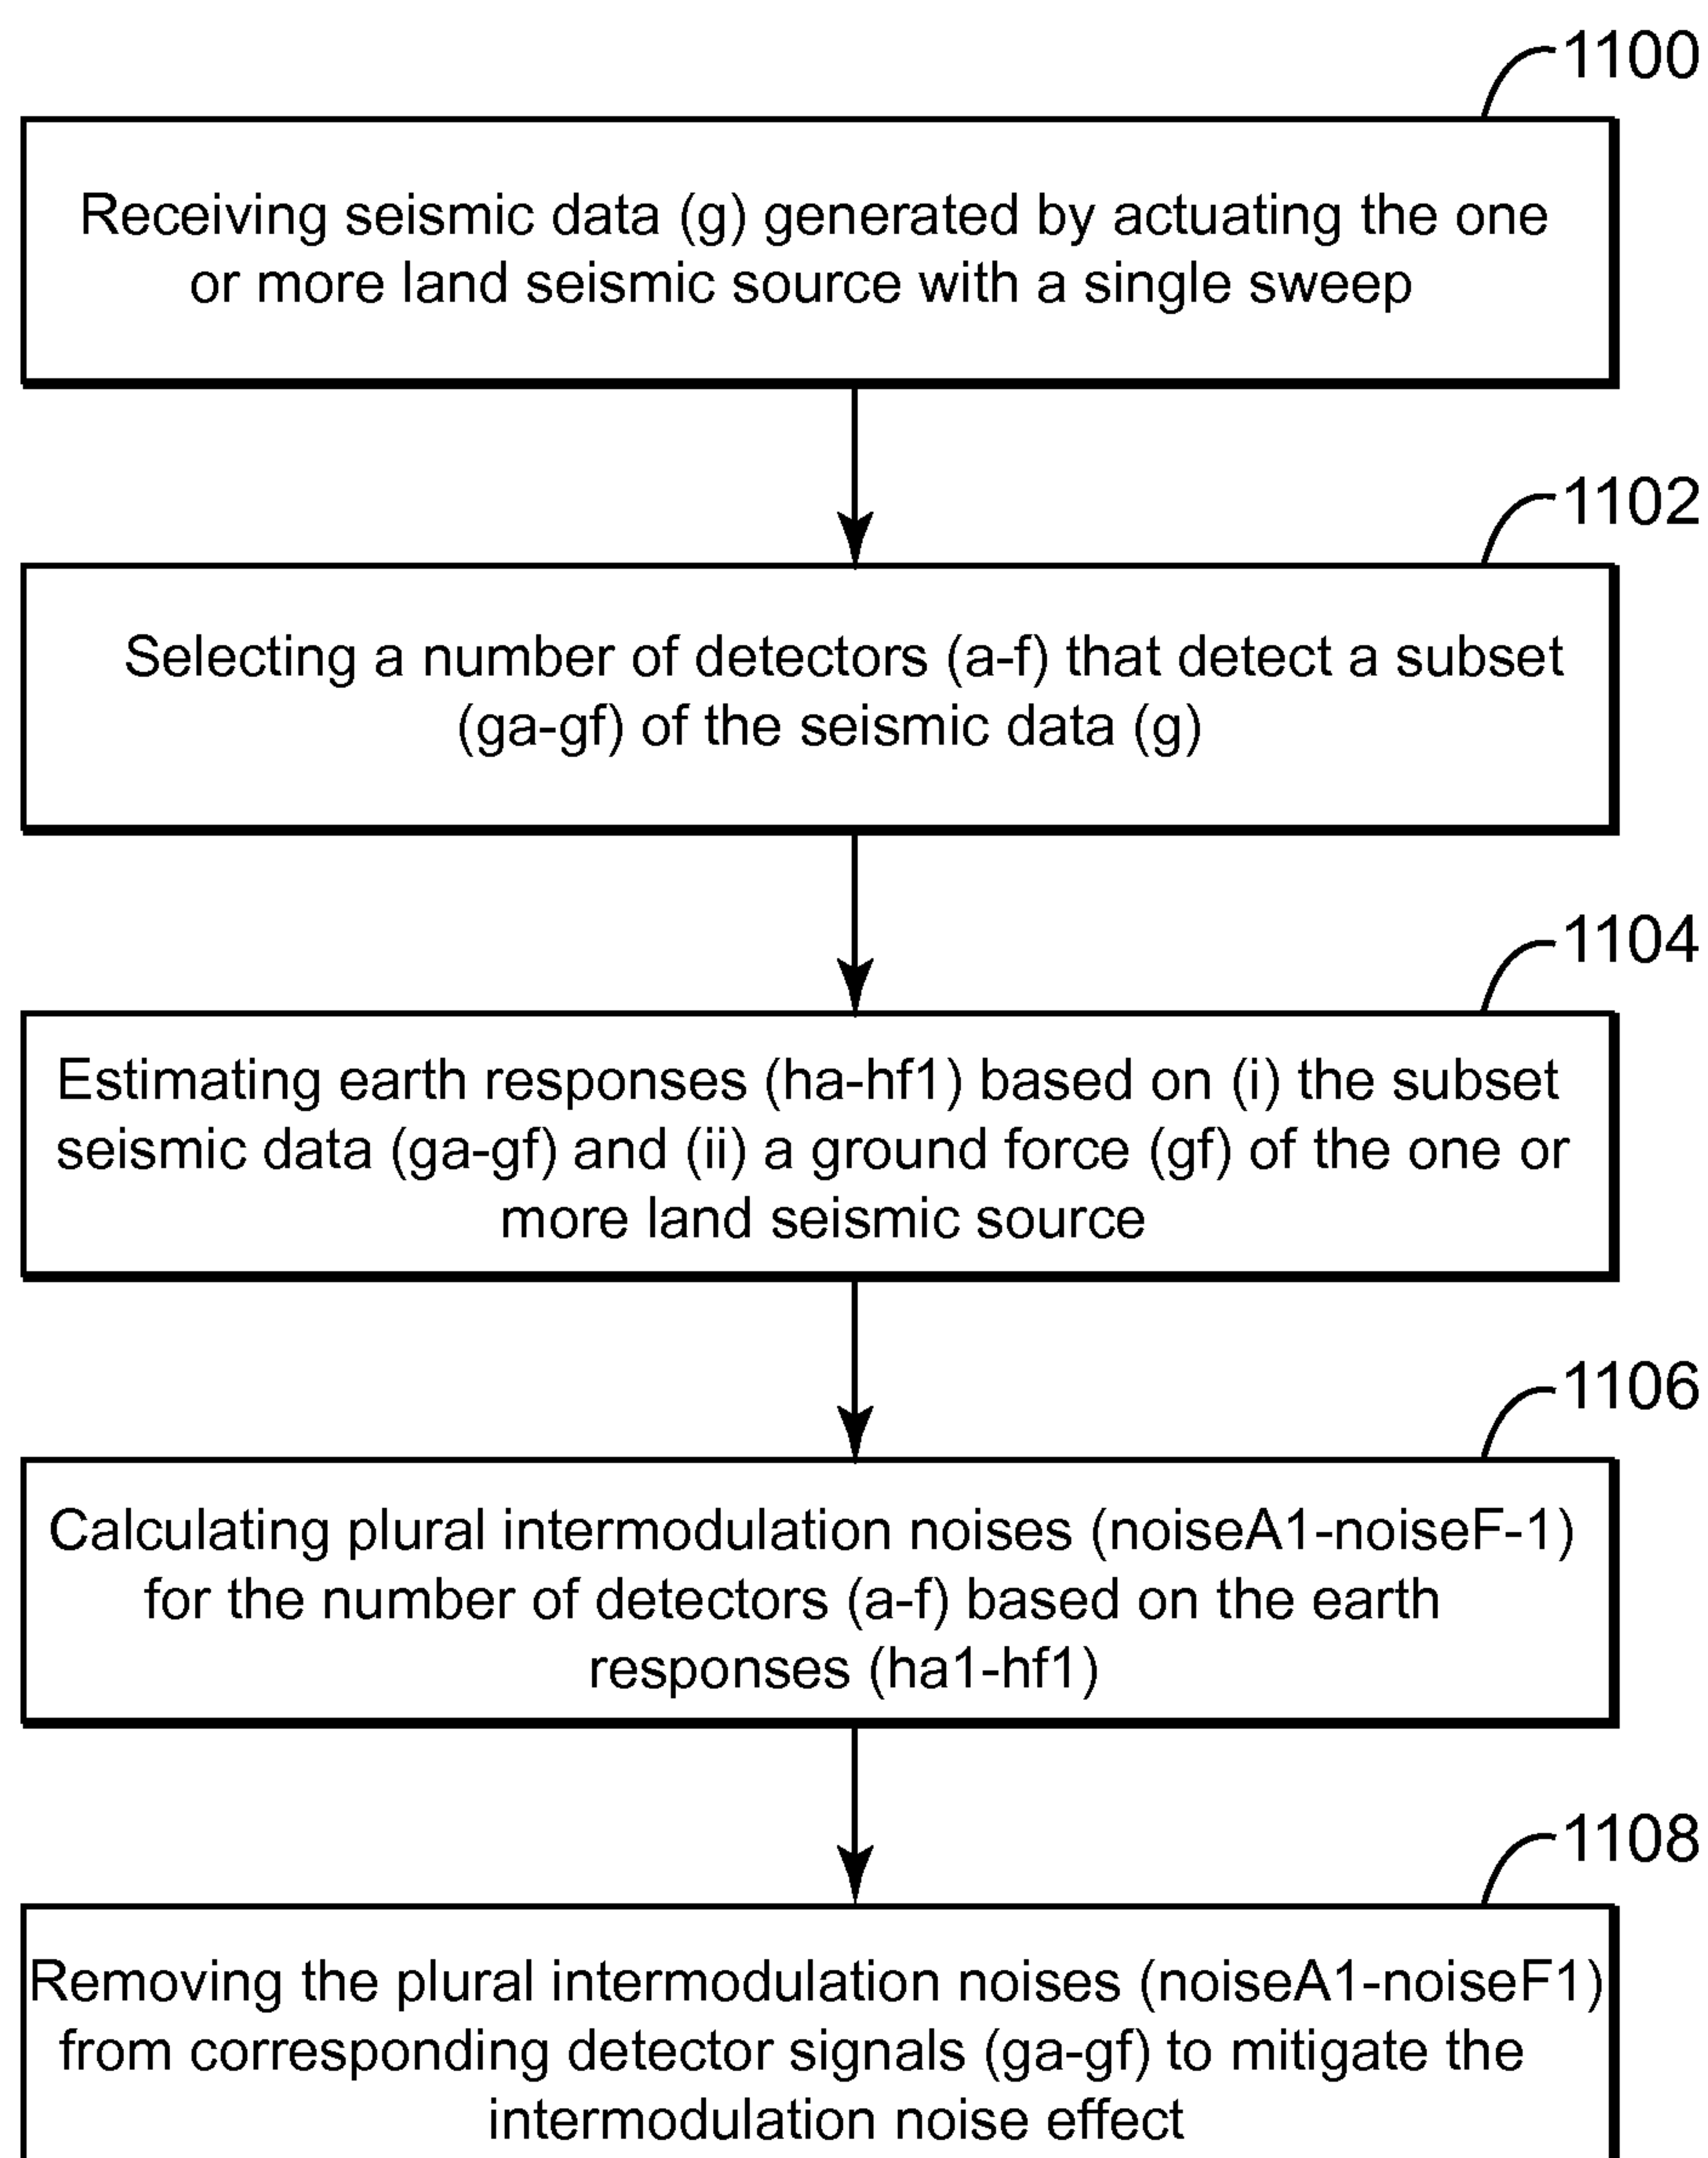 1100
Receiving seismic data (g) generated by actuating the one
or more land seismic source with a single sweep
1102
Selecting a number of detectors (a-f) that detect a subset
(ga-gf) of the seismic data (g)
1104
Estimating earth responses (ha-hf1) based on (i) the subset
seismic data (ga-gf) and (ii) a ground force (gf) of the one or
more land seismic source
1106
Calculating plural intermodulation noises (noiseA1-noiseF-1)
for the number of detectors (a-f) based on the earth
responses (ha1-hf1)
1108
Removing the plural intermodulation noises (noiseA1-noiseF1)
from corresponding detector signals (ga-gf) to mitigate the
intermodulation noise effect